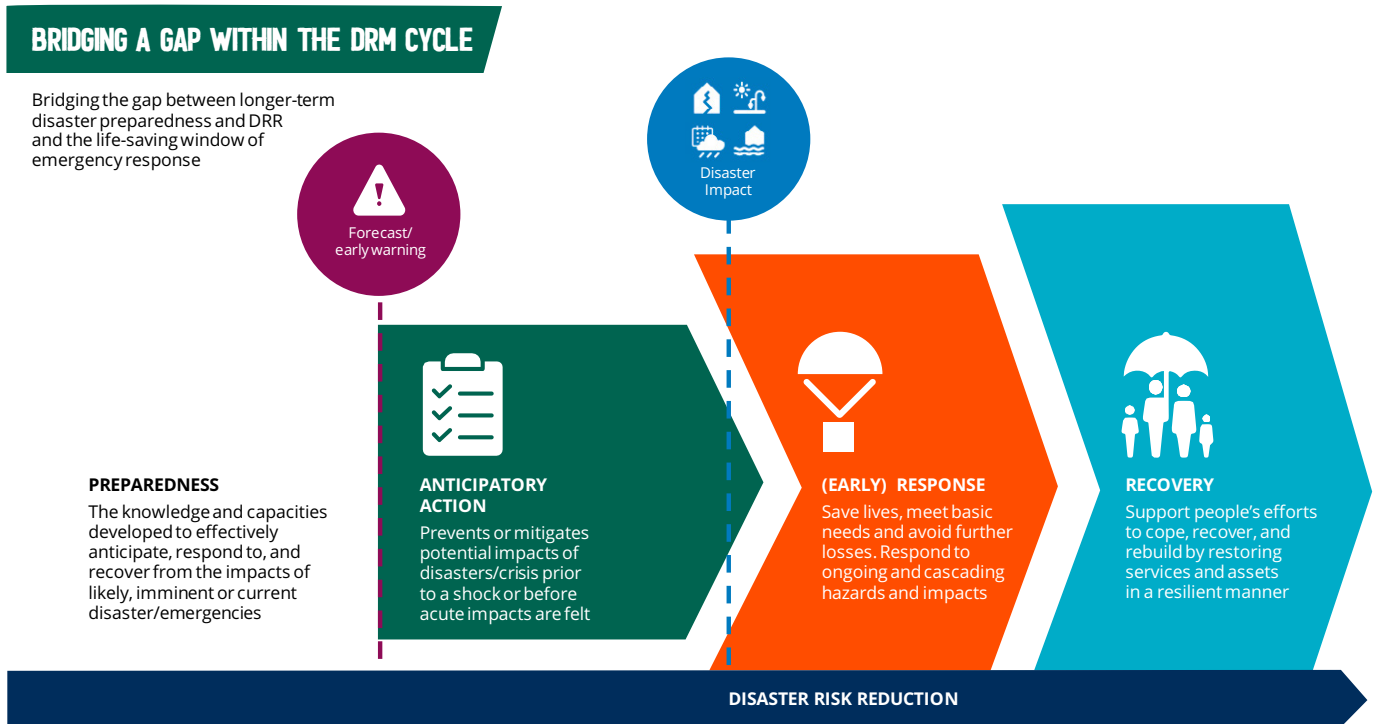 BRIDGING A GAP WITHIN THE DRM CYCLE
Bridging the gap between longer-term
disaster preparedness and DRR
and the life-saving window of
emergency response
Forecast/
early warning
Disaster
Impact
PREPAREDNESS
The knowledge and capacities
developed to effectively
anticipate, respond to, and
recover from the impacts of
likely, imminent or current
disaster/emergencies
ANTICIPATORY
ACTION
Prevents or mitigates
potential impacts of
disasters/crisis prior
to a shock or before
acute impacts are felt
(EARLY) RESPONSE
Save lives, meet basic
needs and avoid further
losses. Respond to
ongoing and cascading
hazards and impacts
RECOVERY
Support people’s efforts
to cope, recover, and
rebuild by restoring
services and assets
in a resilient manner
DISASTER RISK REDUCTION